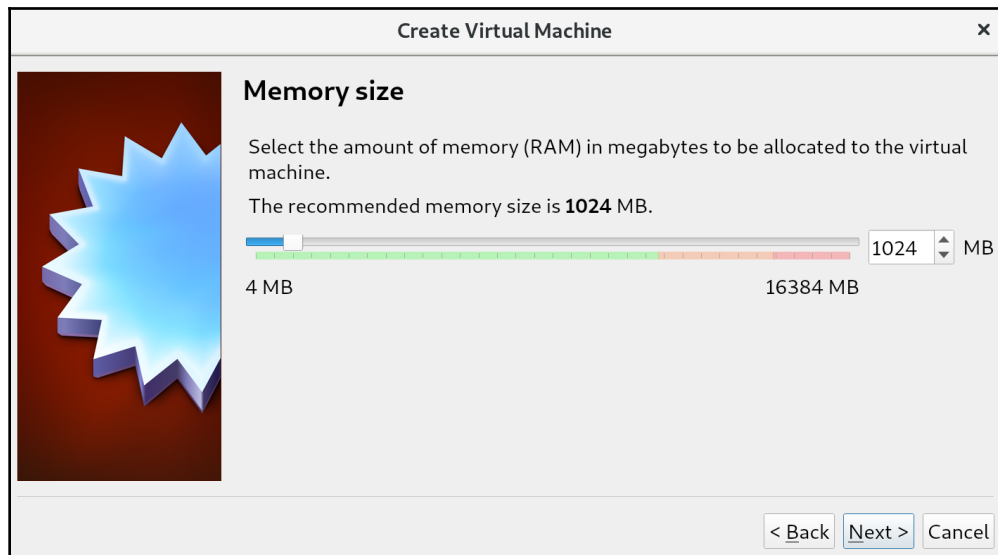 Create Virtual Machine
Memory size
Select the amount of memory (RAM) in megabytes to be allocated to the virtual
machine.
The recommended memory size is 1024 MB.
1024 MB
4 MB 16384 MB
< Back Next > Cancel